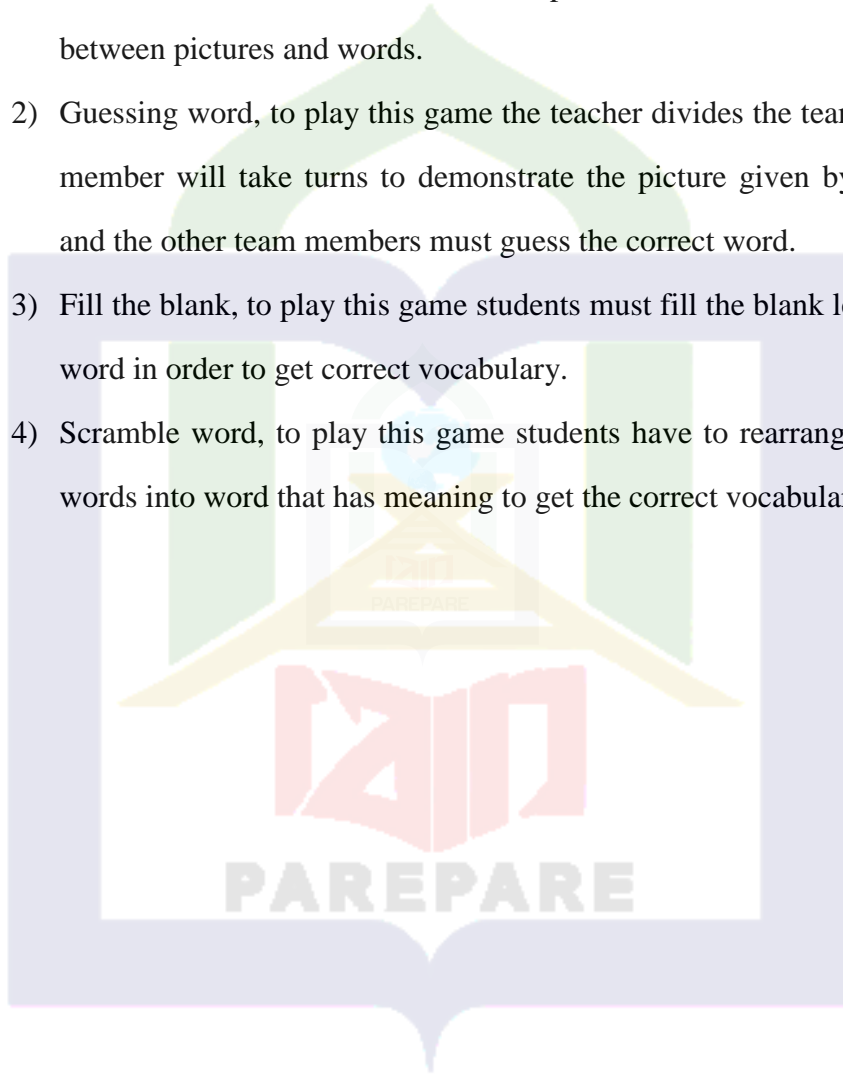 between pictures and words.
2) Guessing word, to play this game the teacher divides the
member will take turns to demonstrate the picture given
and the other team members must guess the correct word.
3) Fill the blank, to play this game students must fill the blank
word in order to get correct vocabulary.
4) Scramble word, to play this game students have to
words into word that has meaning to get the correct
PAREPARE
PAREPARE